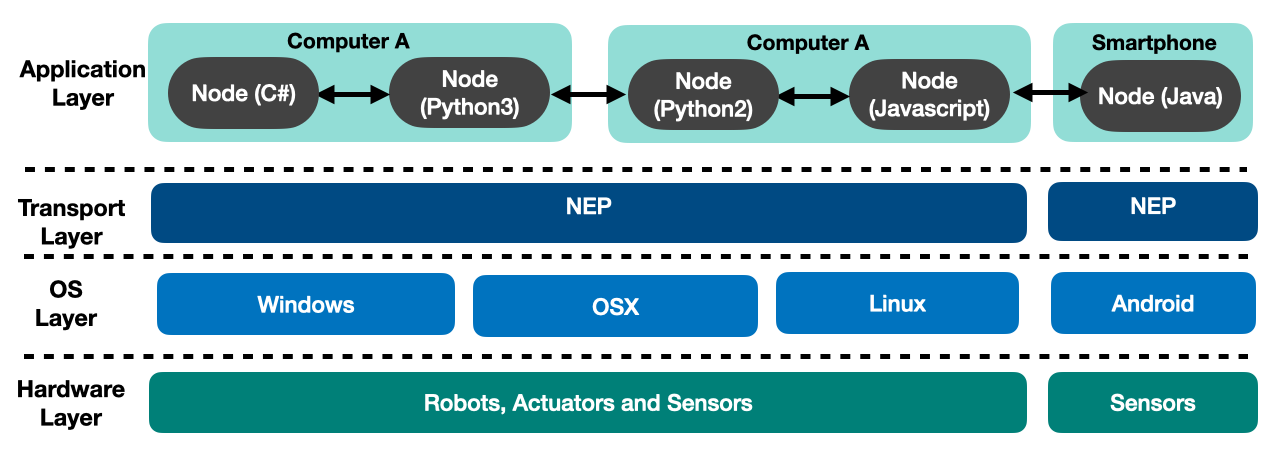 Application
Layer
Computer A
Node (C#)
Node
(Python3)
Computer A
Node
(Python2)
Node
(Javascript)
Smartphone
Node (Java)
Transport
Layer
NEP
NEP
OS
Layer
Windows
OSX
Linux
Android
Hardware
Layer
Robots, Actuators and Sensors
Sensors